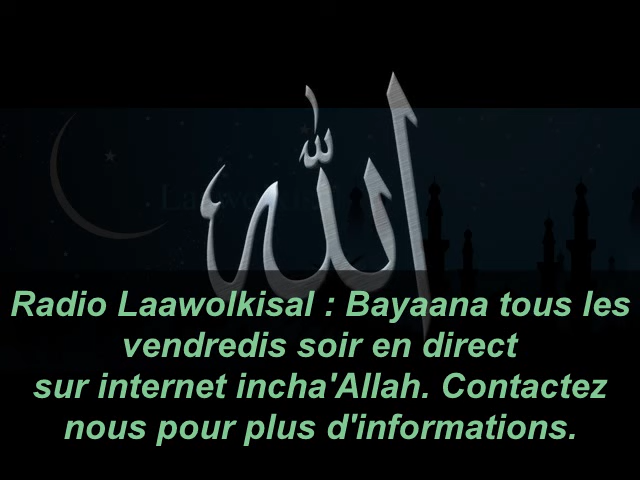 الله
Laawolkisal
Radio Laawolkisal : Bayaana tous les
vendredis soir en direct
sur internet incha'Allah. Contactez
nous pour plus d'informations.